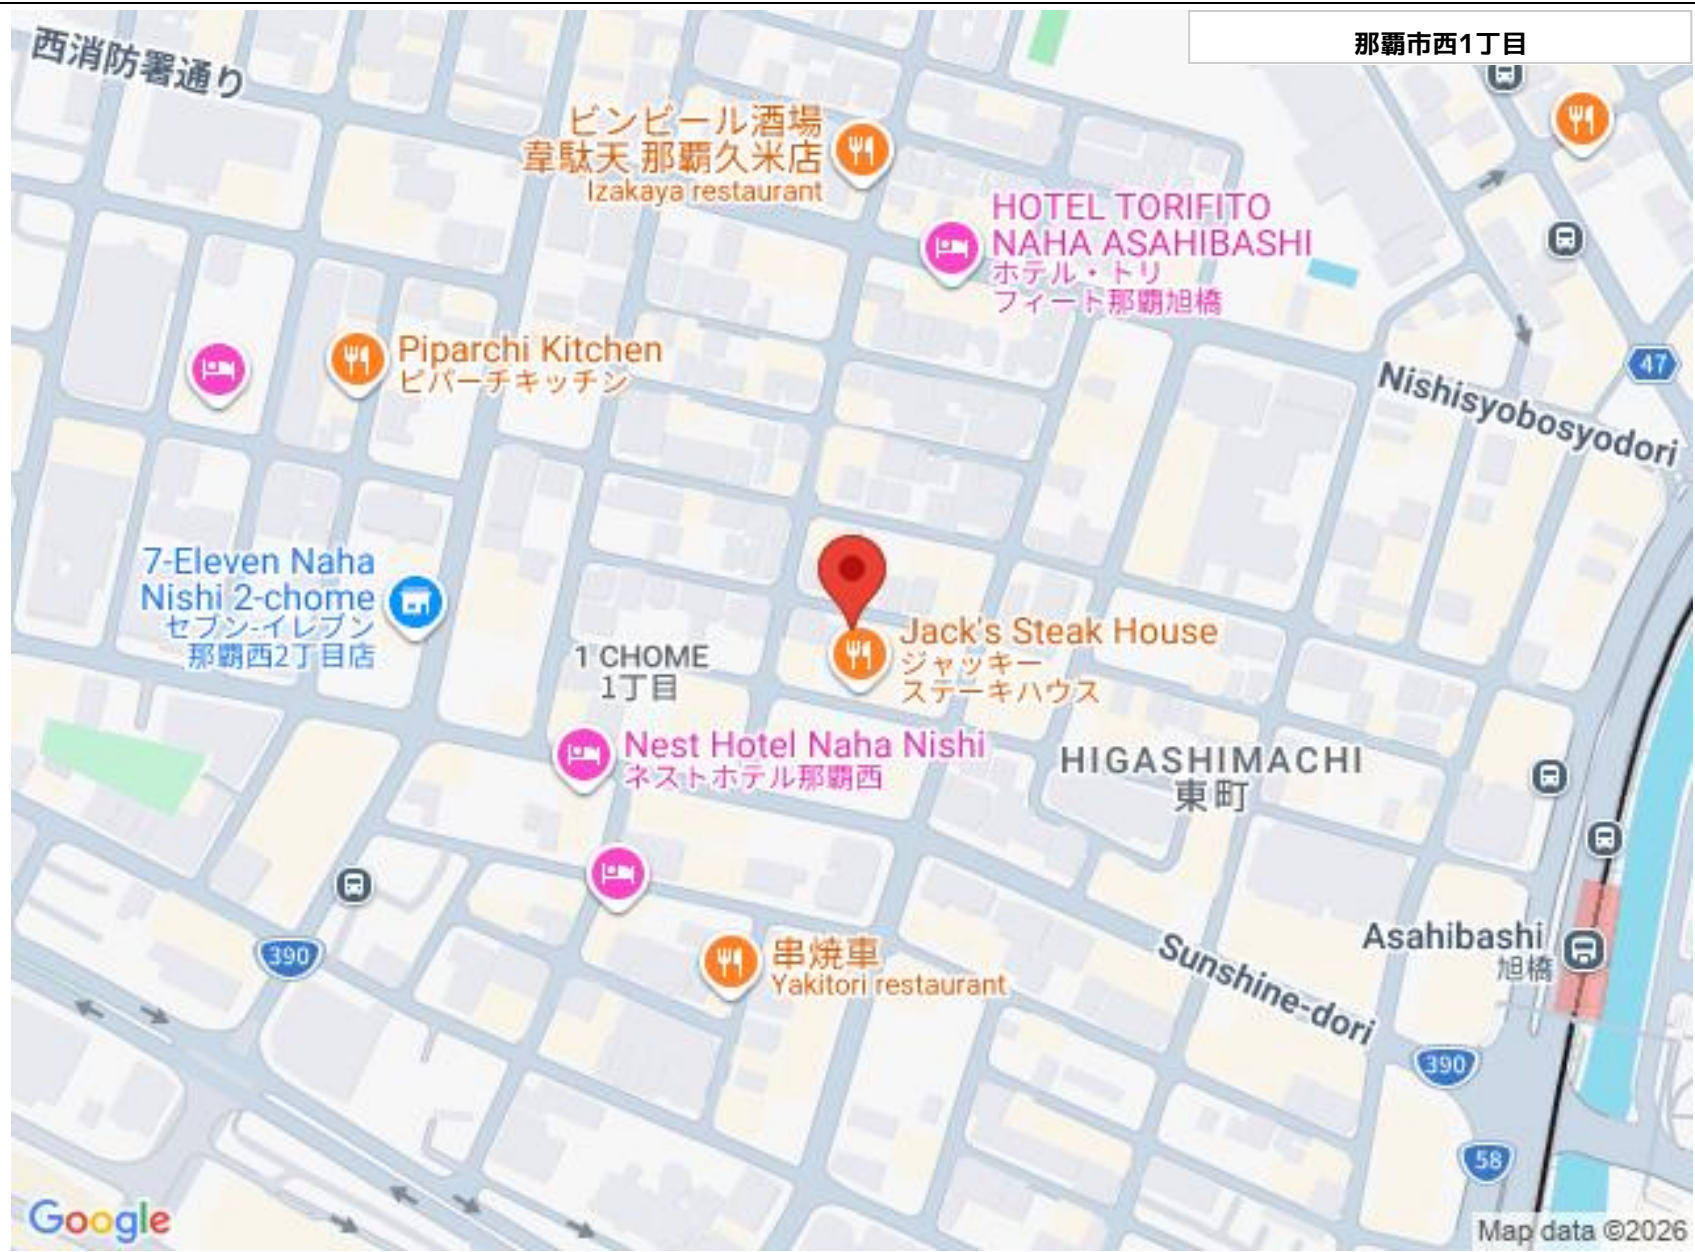 那覇市西1丁目
西消防署通り
ビンビール酒場
韋駄天 那覇久米店
Izakaya restaurant
HOTEL TORIFITO
NAHA ASAHIBASHI
ホテル・トリ
フィート那覇旭橋
Piparchi Kitchen
ピパーチキッチン
47
Nishisyobosyodori
7-Eleven Naha
Nishi 2-chome
セブン-イレブン
那覇西2丁目店
1 CHOME
1丁目
Jack's Steak House
ジャッキー
ステーキハウス
Nest Hotel Naha Nishi
ネストホテル那覇西
HIGASHIMACHI
東町
390
串焼車
Yakitori restaurant
Asahibashi
旭橋
Sunshine-dori
390
58
Google
Map data ©2026